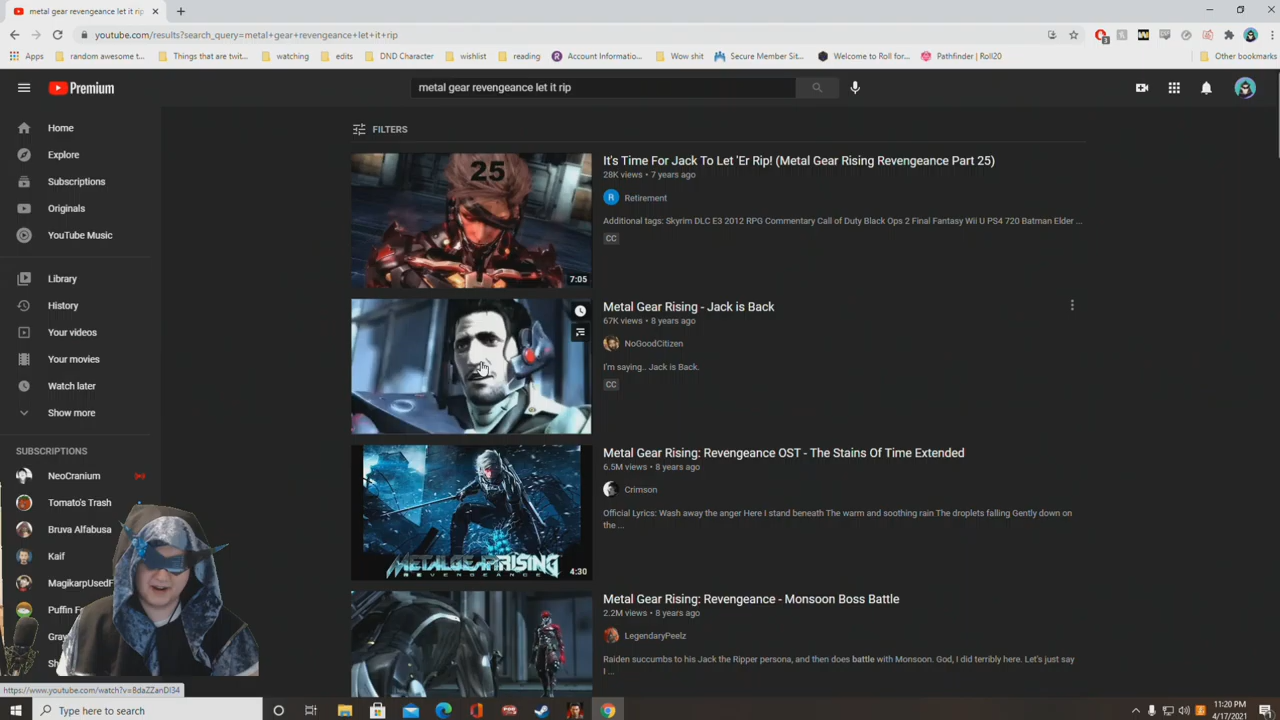 metal gear revengeance let it rip
youtube.com/results?search_query=metal+gear+revengeance+let+it+rip
Apps random awesome t... Things that are twit... watching edits DND Character wishlist reading Account Informatio... Wow shit Secure Member Sit... Welcome to Roll for... Pathfinder | Roll20 Other bookmarks
Premium
metal gear revengeance let it rip
Home
Explore
Subscriptions
Originals
YouTube Music
Library
History
Your videos
Your movies
Watch later
Show more
SUBSCRIPTIONS
NeoCranium
Tomato's Trash
Bruva Alfabusa
Kaif
MagikarpUsedF
Puffin F
Gra
FILTERS
25
7:05
It's Time For Jack To Let 'Er Rip! (Metal Gear Rising Revengeance Part 25)
28K views • 7 years ago
R Retirement
Additional tags: Skyrim DLC E3 2012 RPG Commentary Call of Duty Black Ops 2 Final Fantasy Wii U PS4 720 Batman Elder ...
CC
Metal Gear Rising - Jack is Back
67K views • 8 years ago
NoGoodCitizen
I'm saying.. Jack is Back.
CC
METAL GEAR RISING
REVENGEANCE
4:30
Metal Gear Rising: Revengeance OST - The Stains Of Time Extended
6.5M views • 8 years ago
Crimson
Official Lyrics: Wash away the anger Here I stand beneath The warm and soothing rain The droplets falling Gently down on
the ...
Metal Gear Rising: Revengeance - Monsoon Boss Battle
2.2M views • 8 years ago
LegendaryPeelz
Raiden succumbs to his Jack the Ripper persona, and then does battle with Monsoon. God, I did terribly here. Let's just say
I ...
https://www.youtube.com/watch?v=8daZZanDI34
Type here to search
11:20 PM
4/17/2021